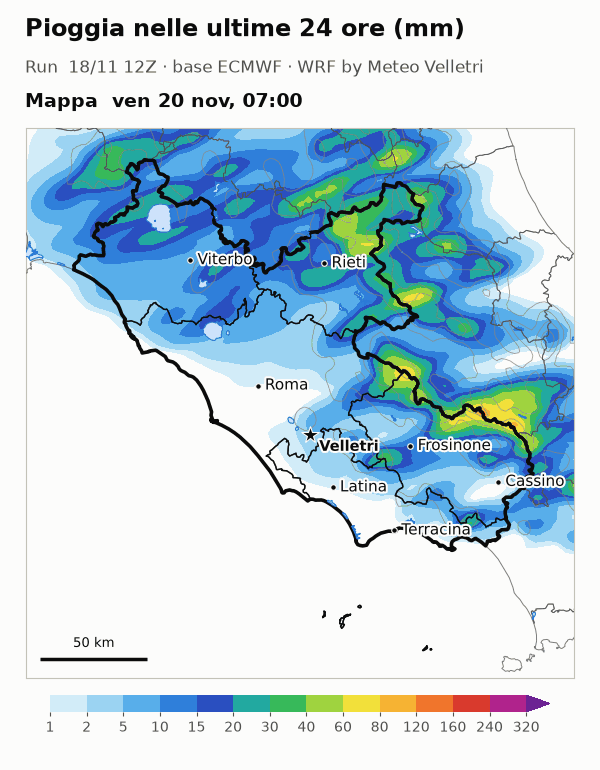 Pioggia nelle ultime 24 ore (mm)
Run 18/11 12Z · base ECMWF · WRF by Meteo Velletri
Mappa ven 20 nov, 07:00
Viterbo
Rieti
Roma
Velletri
Frosinone
Latina
Cassino
Terracina
50 km
1 2 5 10 15 20 30 40 60 80 120 160 240 320